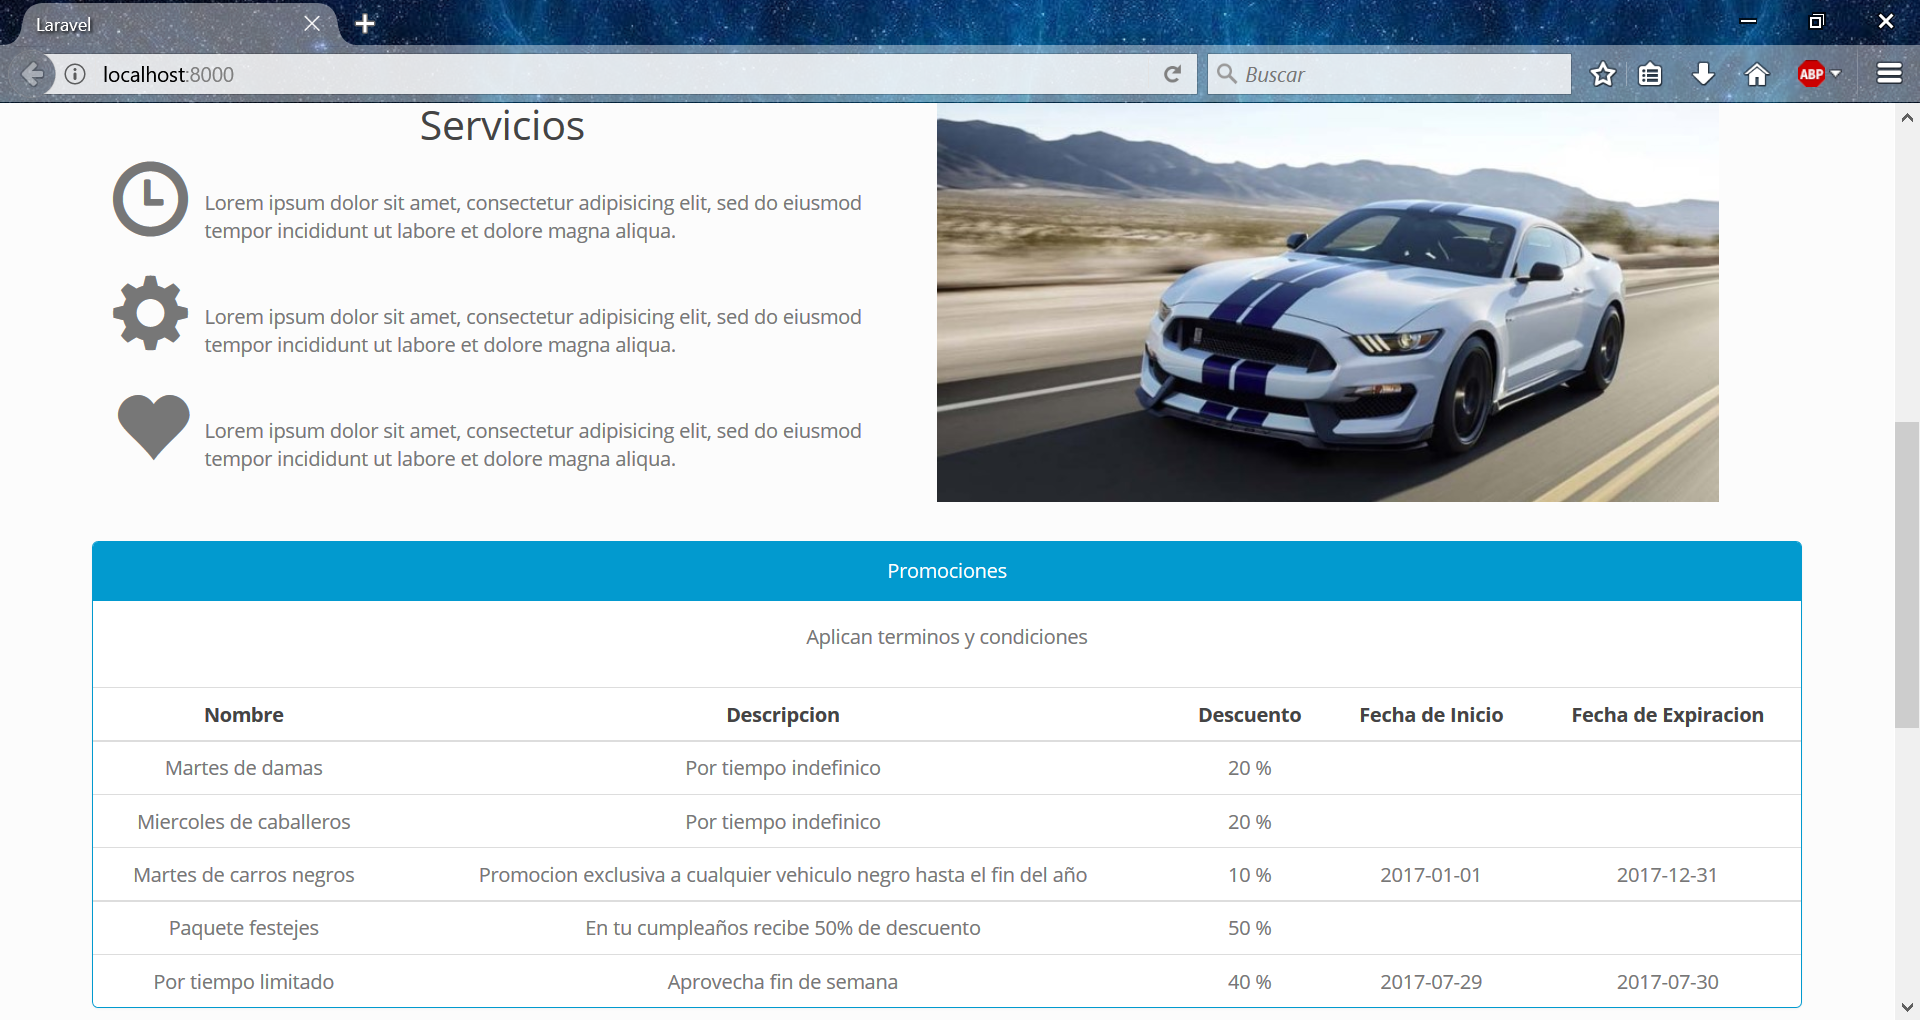 Laravel
localhost:8000
Buscar
ABP
Servicios
Lorem ipsum dolor sit amet, consectetur adipisicing elit, sed do eiusmod
tempor incididunt ut labore et dolore magna aliqua.
Lorem ipsum dolor sit amet, consectetur adipisicing elit, sed do eiusmod
tempor incididunt ut labore et dolore magna aliqua.
Lorem ipsum dolor sit amet, consectetur adipisicing elit, sed do eiusmod
tempor incididunt ut labore et dolore magna aliqua.
Promociones
Aplican terminos y condiciones
Nombre Descripcion Descuento Fecha de Inicio Fecha de Expiracion
Martes de damas Por tiempo indefinico 20 %
Miercoles de caballeros Por tiempo indefinico 20 %
Martes de carros negros Promocion exclusiva a cualquier vehiculo negro hasta el fin del año 10 % 2017-01-01 2017-12-31
Paquete festejes En tu cumpleaños recibe 50% de descuento 50 %
Por tiempo limitado Aprovecha fin de semana 40 % 2017-07-29 2017-07-30